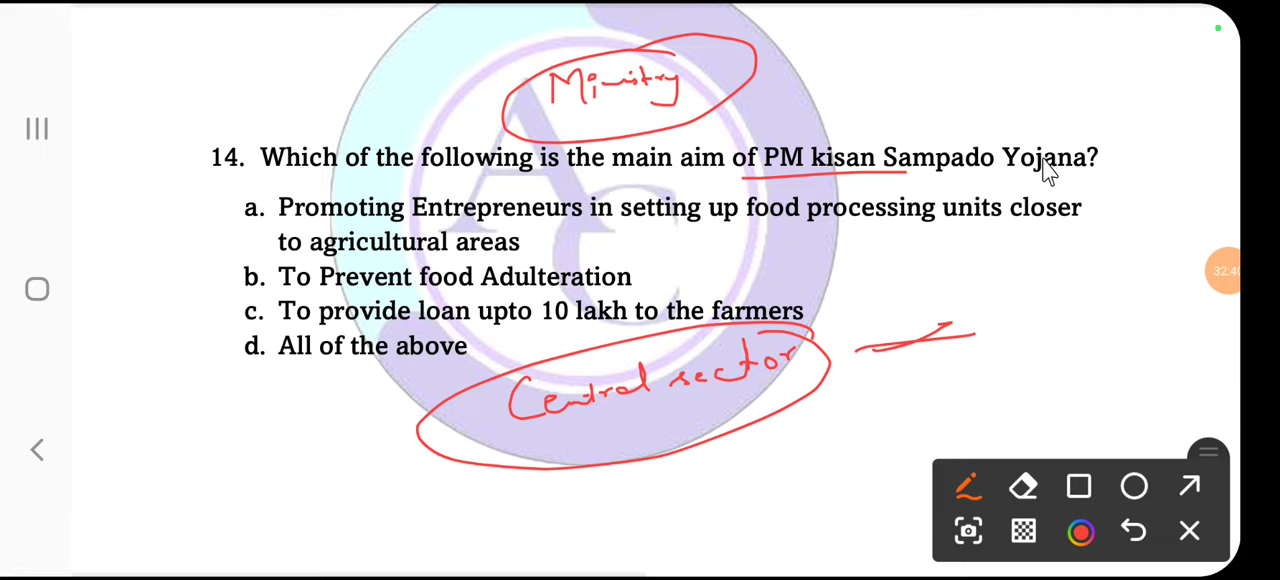 Ministry
14. Which of the following is the main aim of PM kisan Sampado Yojana?
a. Promoting Entrepreneurs in setting up food processing units closer
to agricultural areas
b. To Prevent food Adulteration
c. To provide loan upto 10 lakh to the farmers
d. All of the above
Central sector